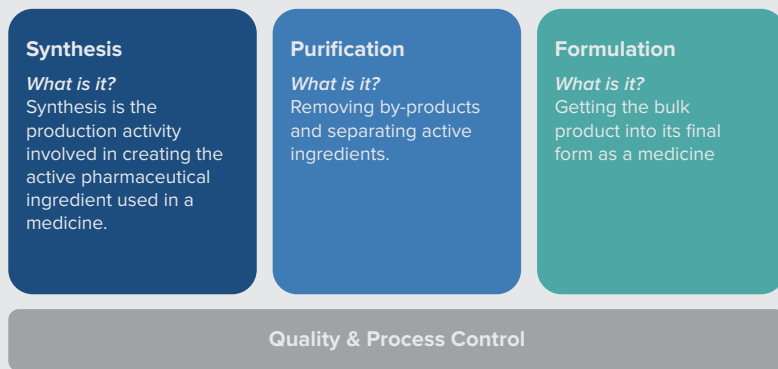 Synthesis
What is it?
Synthesis is the
production activity
involved in creating the
active pharmaceutical
ingredient used in a
medicine.
Purification
What is it?
Removing by-products
and separating active
ingredients.
Formulation
What is it?
Getting the bulk
product into its final
form as a medicine
Quality & Process Control